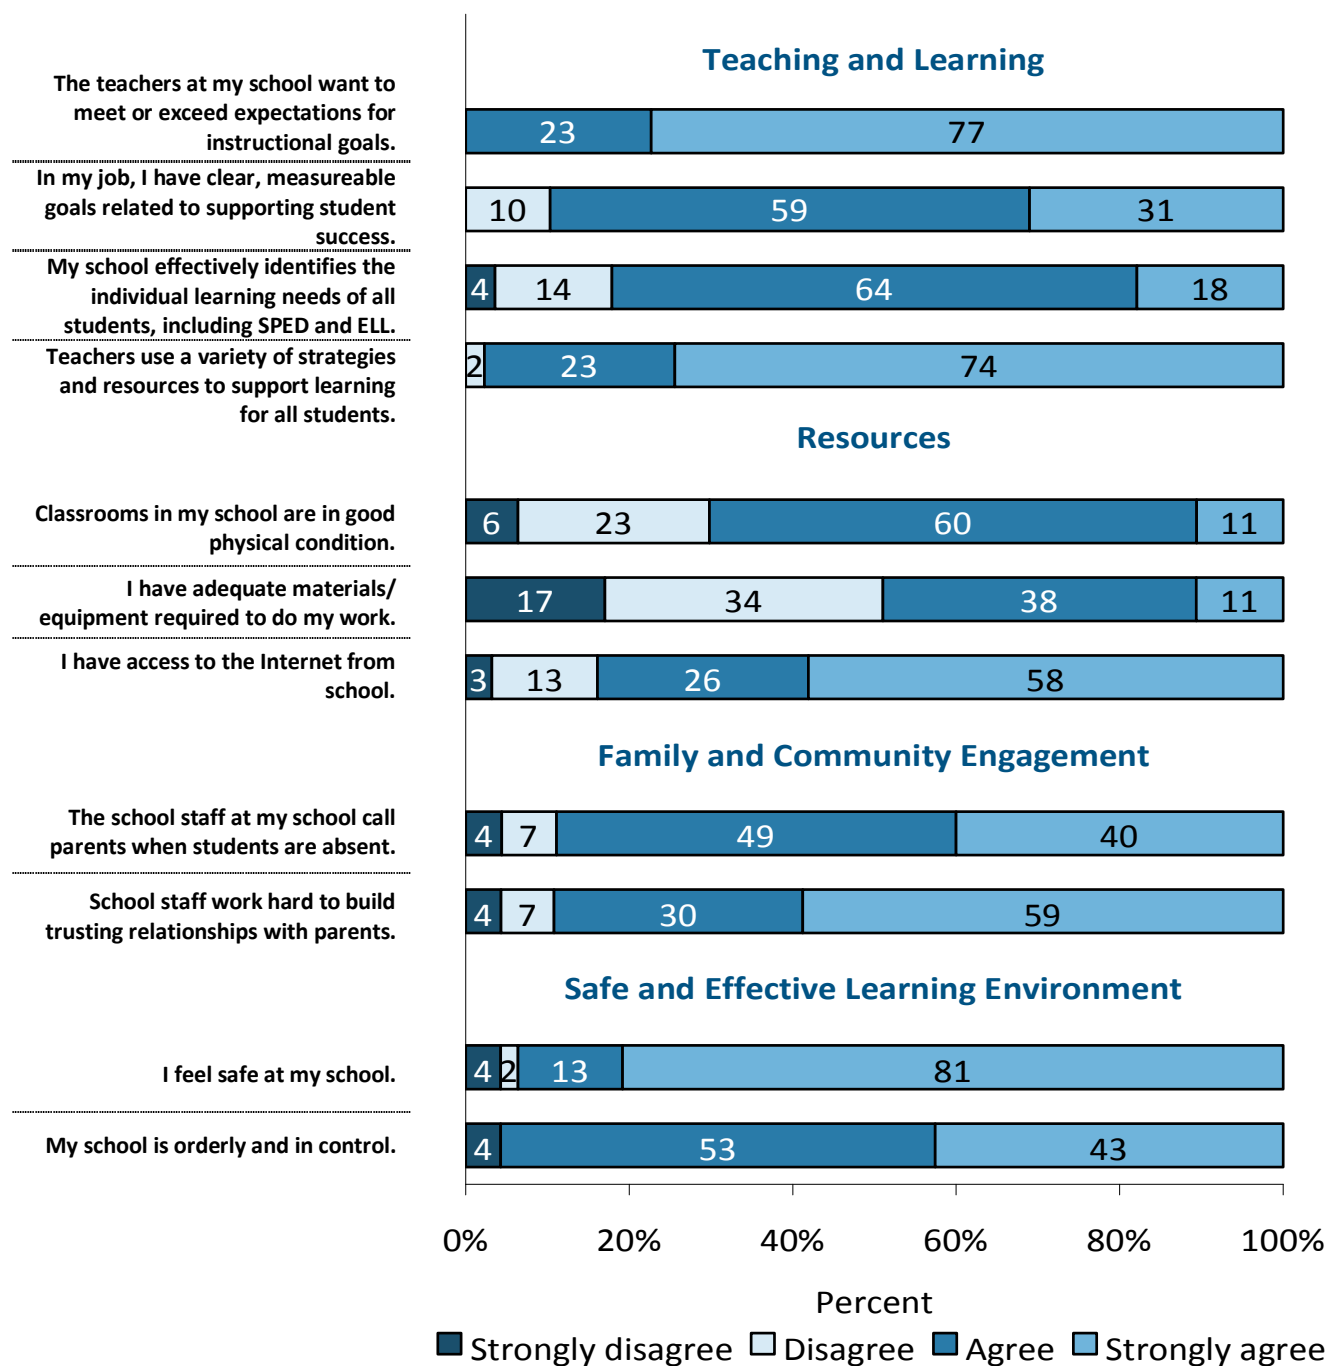 Teaching and Learning
The teachers at my school want to
meet or exceed expectations for
instructional goals.
23 77
In my job, I have clear, measureable
goals related to supporting student
success.
10 59 31
My school effectively identifies the
individual learning needs of all
students, including SPED and ELL.
4 14 64 18
Teachers use a variety of strategies
and resources to support learning
for all students.
2 23 74
Resources
Classrooms in my school are in good
physical condition.
6 23 60 11
I have adequate materials/
equipment required to do my work.
17 34 38 11
I have access to the Internet from
school.
3 13 26 58
Family and Community Engagement
The school staff at my school call
parents when students are absent.
4 7 49 40
School staff work hard to build
trusting relationships with parents.
4 7 30 59
Safe and Effective Learning Environment
I feel safe at my school.
4 2 13 81
My school is orderly and in control.
4 53 43
0% 20% 40% 60% 80% 100%
Percent
Strongly disagree Disagree Agree Strongly agree